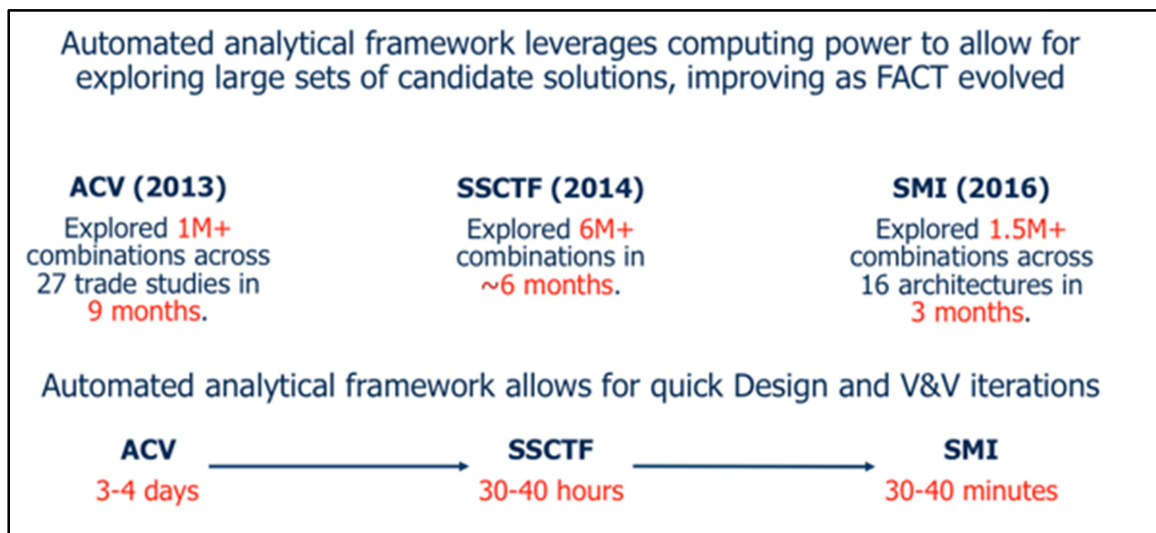 Automated analytical framework leverages computing power to allow for
exploring large sets of candidate solutions, improving as FACT evolved
ACV (2013)
Explored 1M+
combinations across
27 trade studies in
9 months.
SSCTF (2014)
Explored 6M+
combinations in
~6 months.
SMI (2016)
Explored 1.5M+
combinations across
16 architectures in
3 months.
Automated analytical framework allows for quick Design and V&V iterations
ACV
3-4 days
SSCTF
30-40 hours
SMI
30-40 minutes